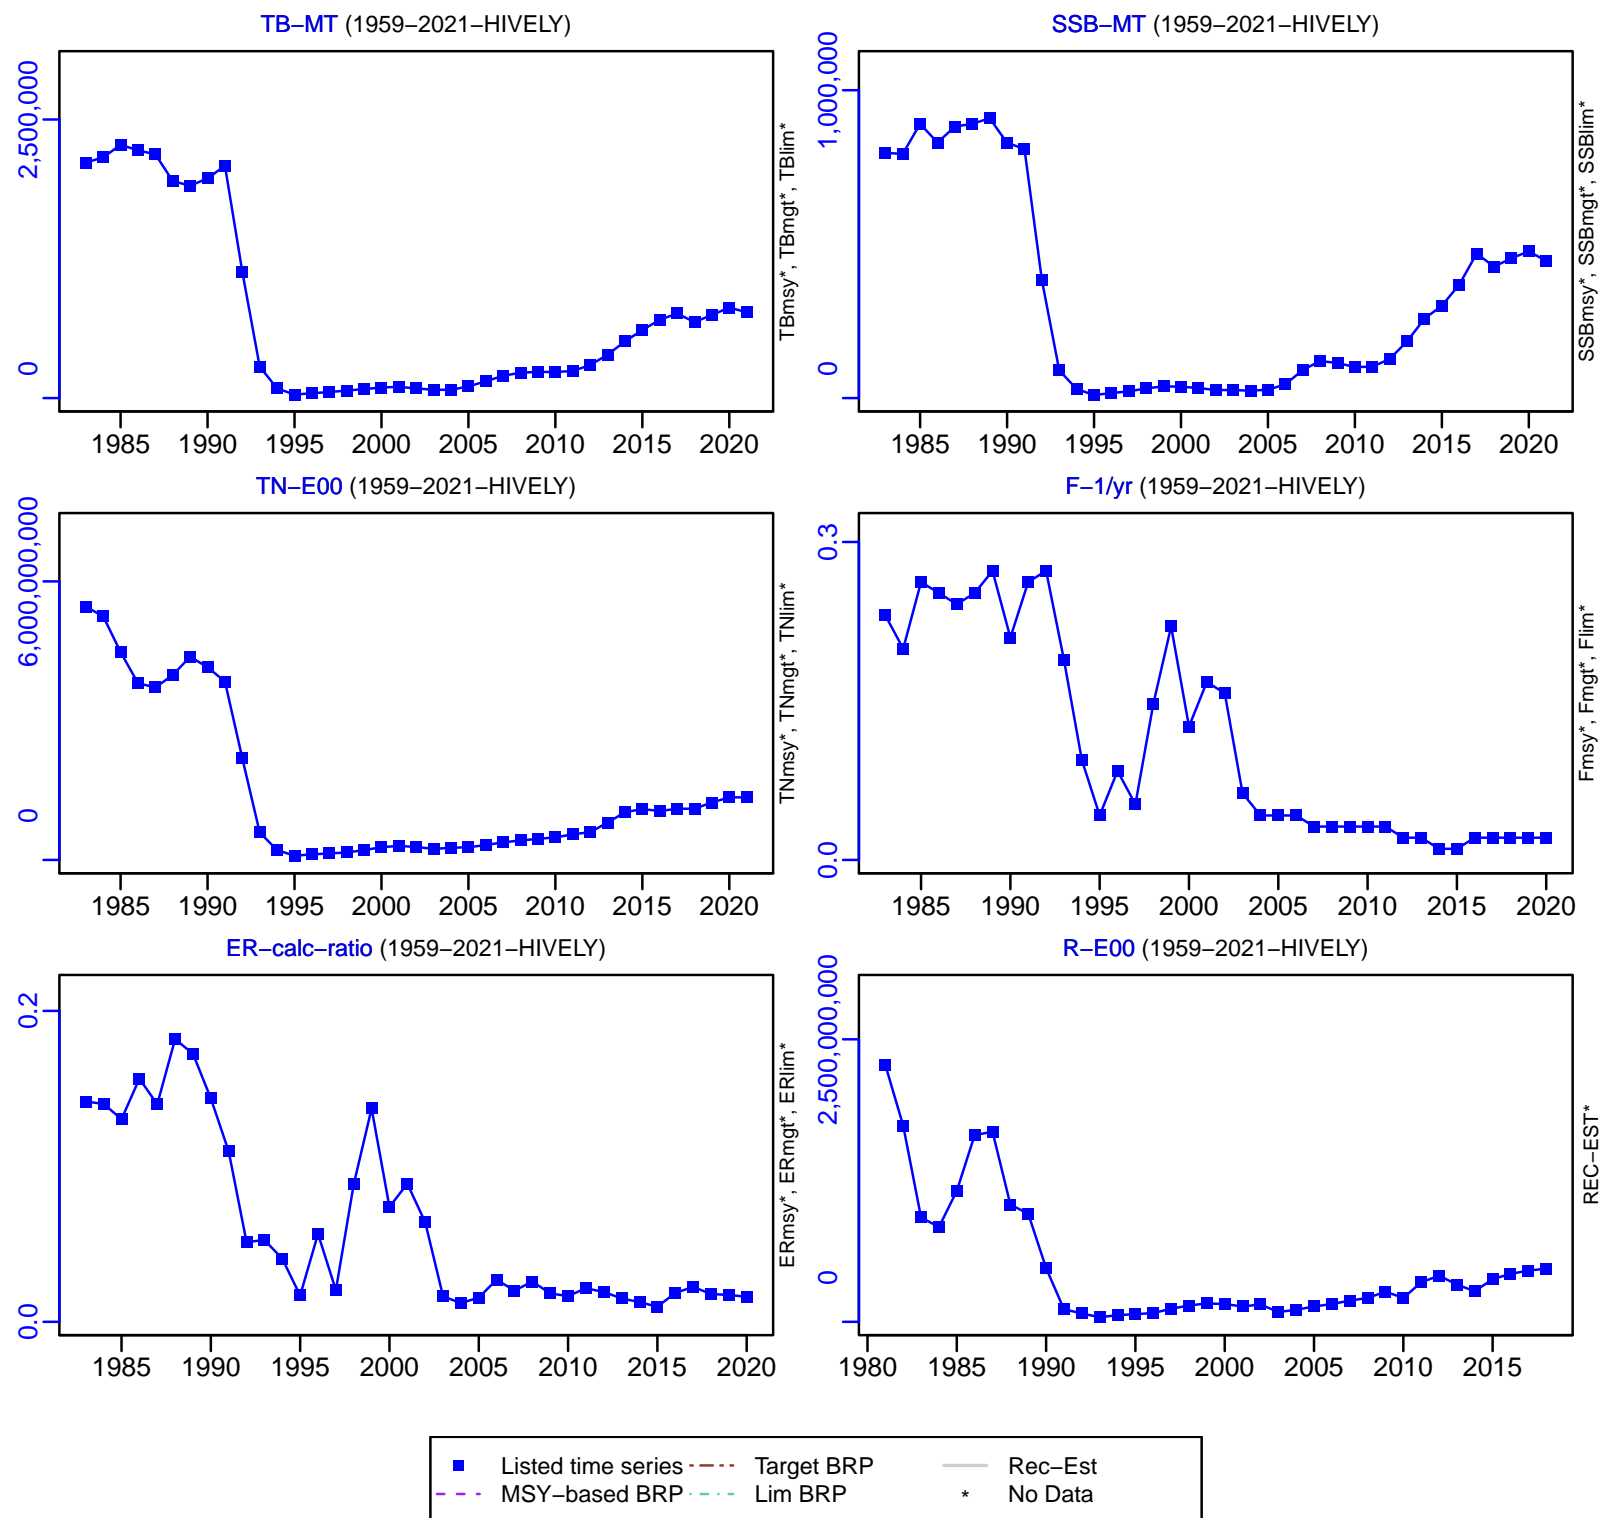 TB−MT (1959−2021−HIVELY)
2,500,000
0
TBmsy*, TBmgt*, TBlim*
1985 1990 1995 2000 2005 2010 2015 2020
SSB−MT (1959−2021−HIVELY)
1,000,000
0
SSBmsy*, SSBmgt*, SSBlim*
1985 1990 1995 2000 2005 2010 2015 2020
TN−E00 (1959−2021−HIVELY)
6,000,000,000
0
TNmsy*, TNmgt*, TNlim*
1985 1990 1995 2000 2005 2010 2015 2020
F−1/yr (1959−2021−HIVELY)
0.3
0.0
Fmsy*, Fmgt*, Flim*
1985 1990 1995 2000 2005 2010 2015 2020
ER−calc−ratio (1959−2021−HIVELY)
0.2
0.0
ERmsy*, ERmgt*, ERlim*
1985 1990 1995 2000 2005 2010 2015 2020
R−E00 (1959−2021−HIVELY)
2,500,000,000
0
REC−EST*
1980 1985 1990 1995 2000 2005 2010 2015
Listed time series Target BRP Rec−Est
MSY−based BRP Lim BRP * No Data